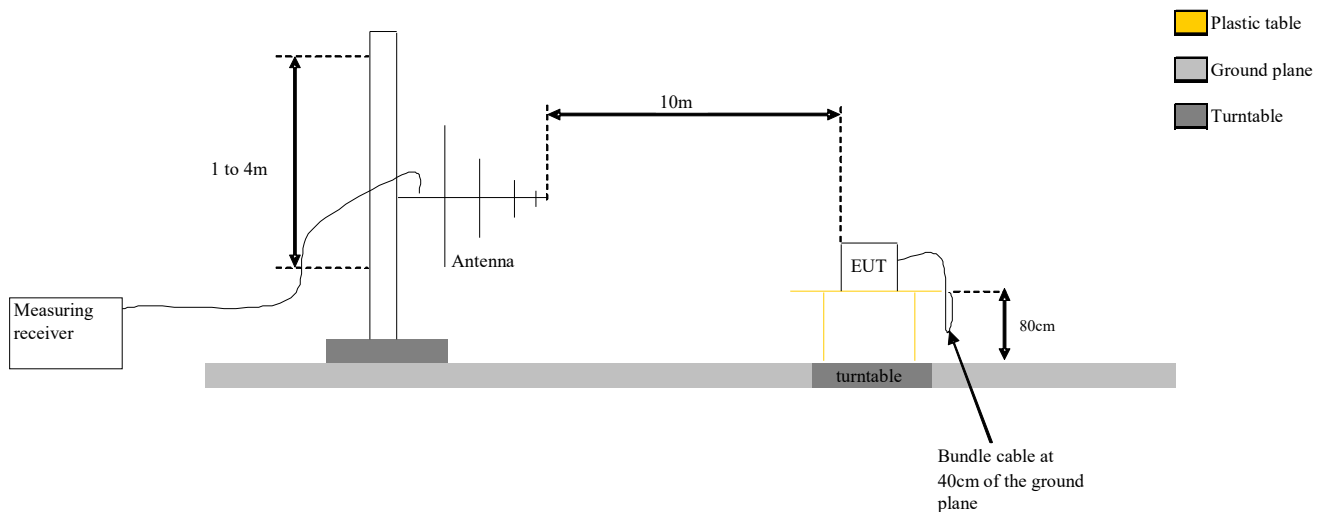 Plastic table
Ground plane
Turntable
10m
1 to 4m
Antenna
EUT
Measuring
receiver
80cm
turntable
Bundle cable at
40cm of the ground
plane